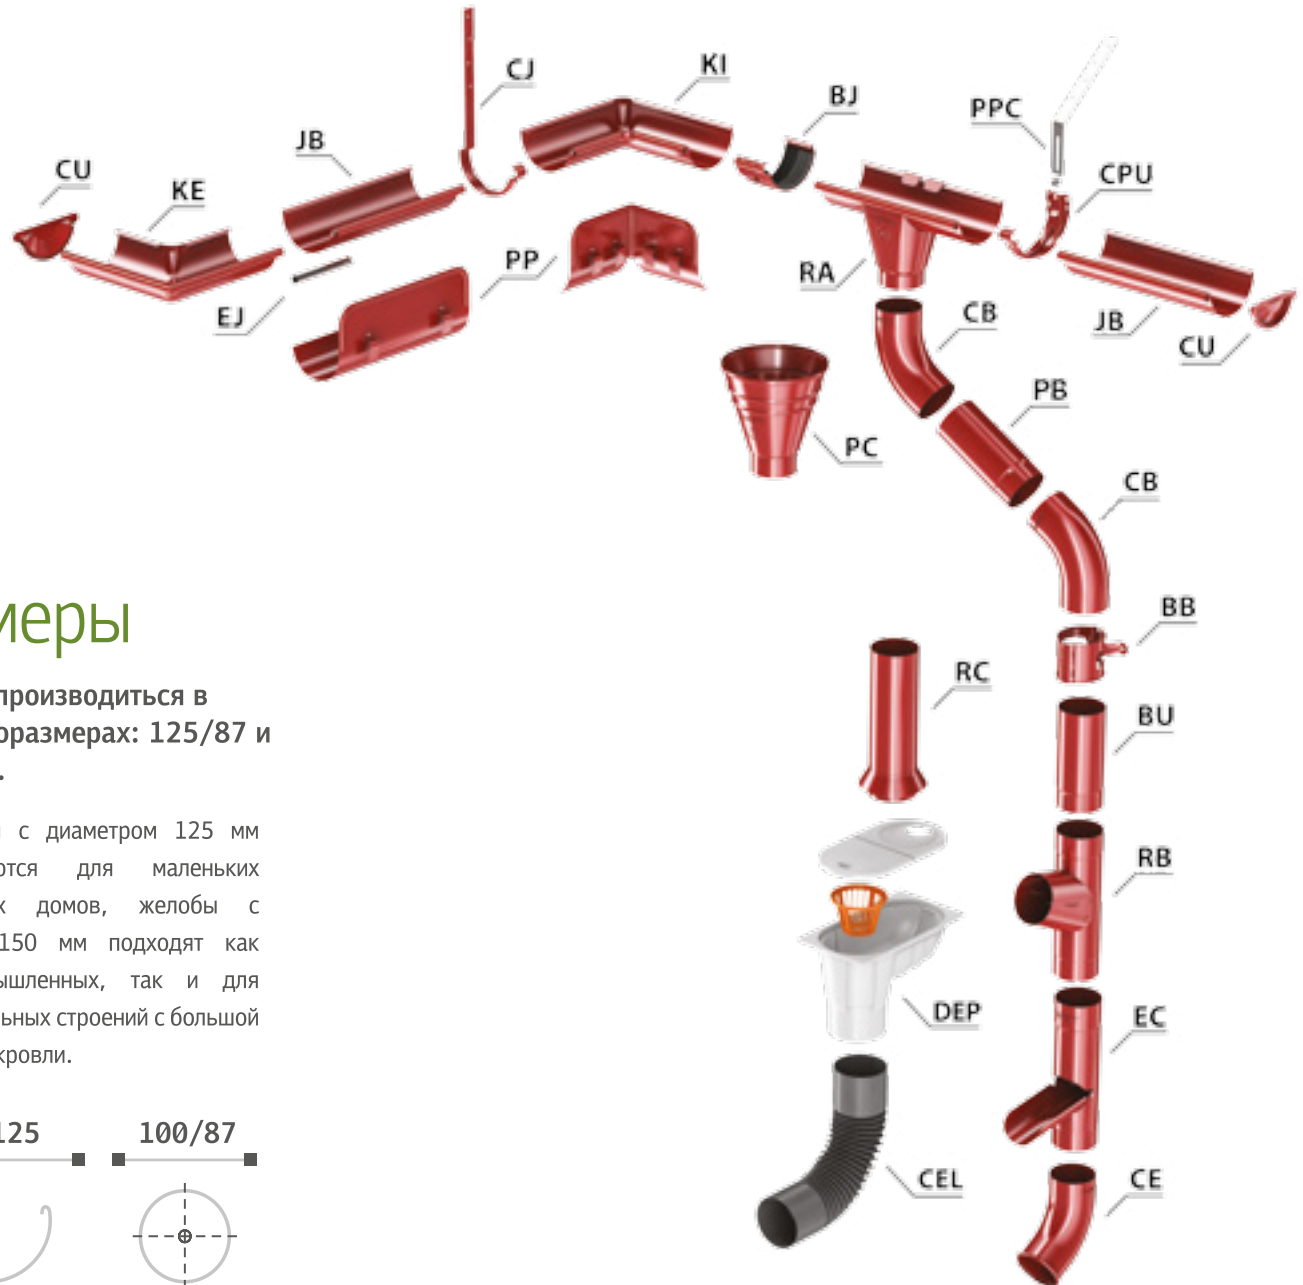 CJ
KI
BJ
PPC
JB
CU
KE
CPU
PP
RA
EJ
CB
JB
CU
PB
PC
CB
BB
RC
BU
RB
DEP
EC
CEL
CE
меры
производиться в
оразмерах: 125/87 и
.
с диаметром 125 мм
ются для маленьких
х домов, желобы с
150 мм подходят как
ышленных, так и для
льных строений с большой
кровли.
125
100/87